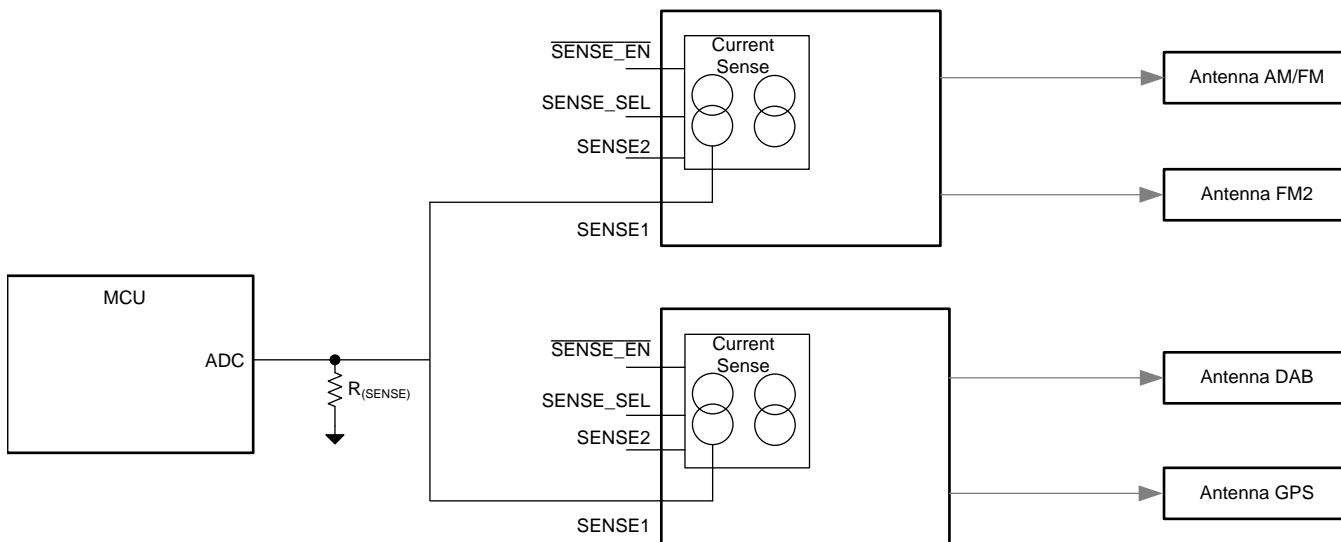 SENSE_EN
Current
Sense
SENSE_SEL
SENSE2
SENSE1
Antenna AM/FM
Antenna FM2
MCU
ADC
R(SENSE)
SENSE_EN
Current
Sense
SENSE_SEL
SENSE2
SENSE1
Antenna DAB
Antenna GPS